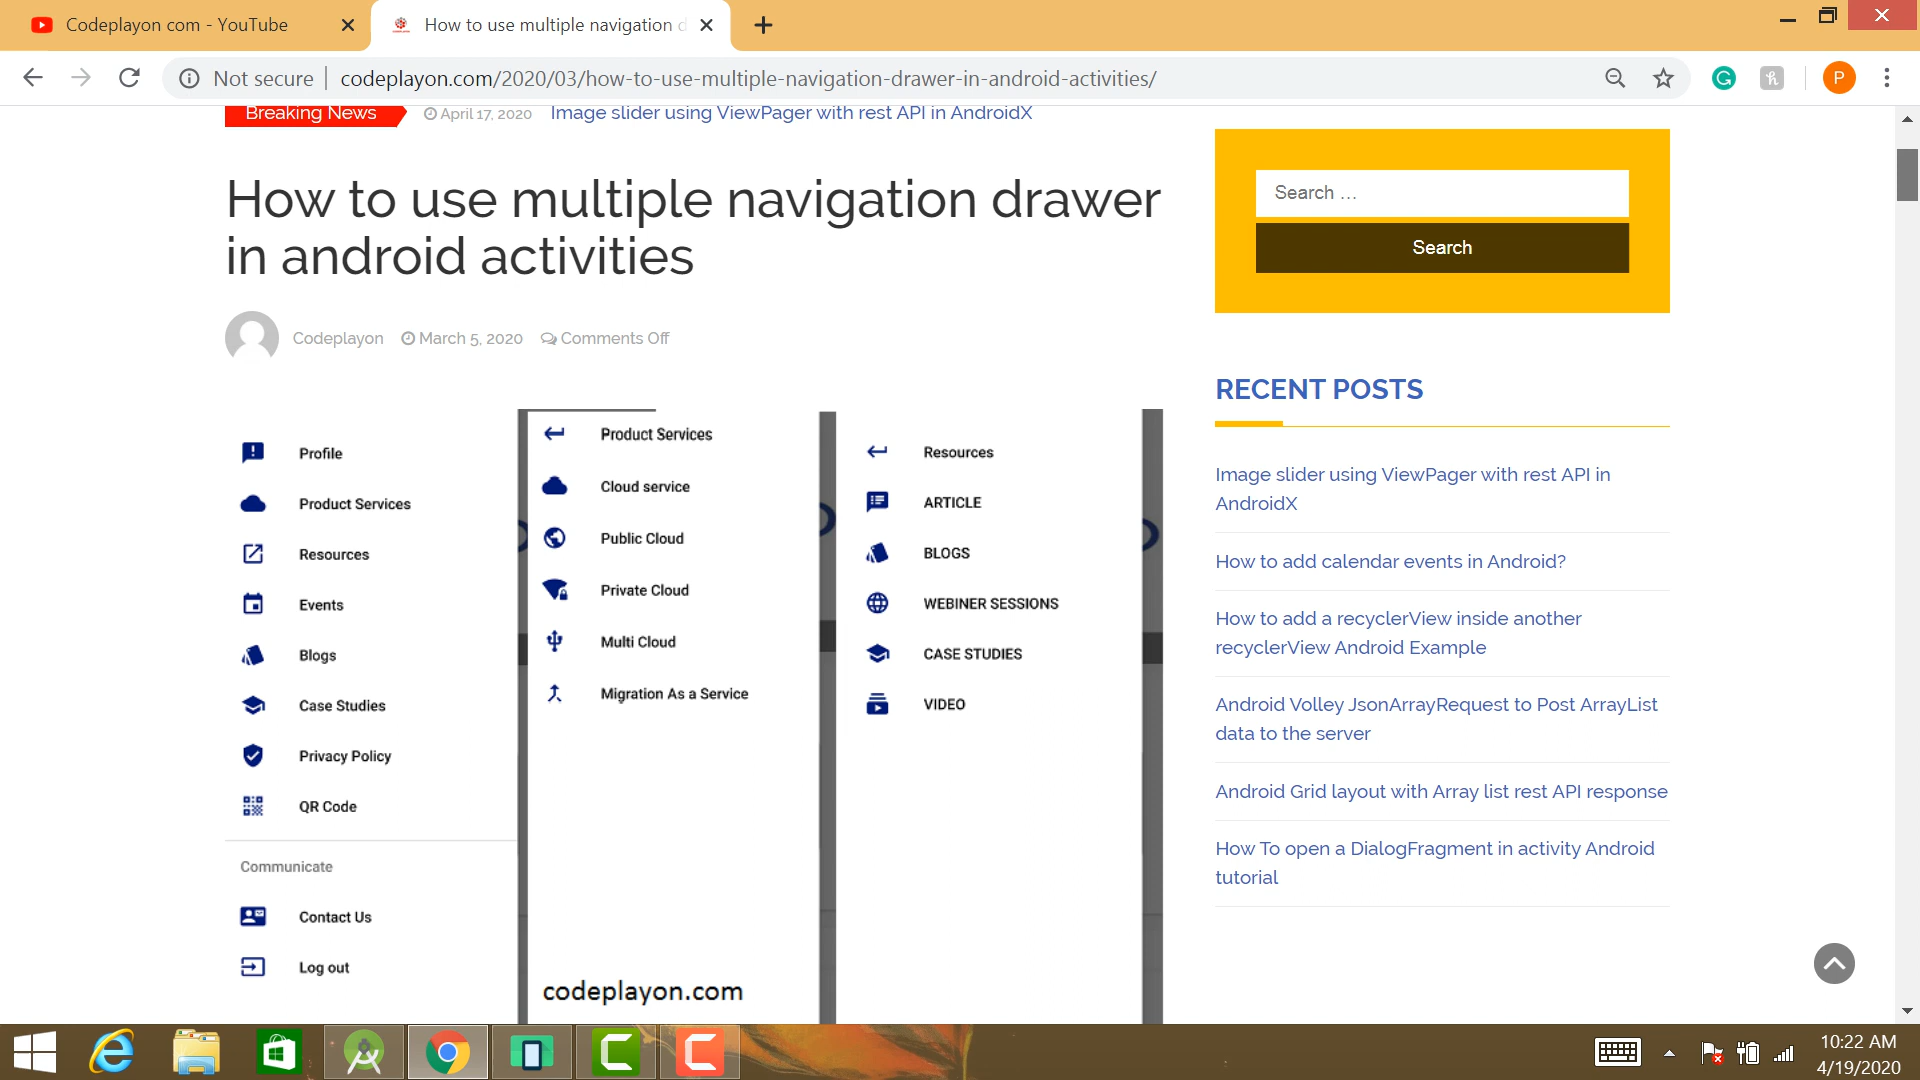 Codeplayon com - YouTube
How to use multiple navigation d
Not secure
codeplayon.com/2020/03/how-to-use-multiple-navigation-drawer-in-android-activities/
P
Breaking News
April 17, 2020
Image slider using ViewPager with rest API in AndroidX
How to use multiple navigation drawer
in android activities
Codeplayon
March 5, 2020
Comments Off
Profile
Product Services
Resources
Events
Blogs
Case Studies
Privacy Policy
QR Code
Communicate
Contact Us
Log out
Product Services
Cloud service
Public Cloud
Private Cloud
Multi Cloud
Migration As a Service
codeplayon.com
Resources
ARTICLE
BLOGS
WEBINER SESSIONS
CASE STUDIES
VIDEO
Search …
Search
RECENT POSTS
Image slider using ViewPager with rest API in
AndroidX
How to add calendar events in Android?
How to add a recyclerView inside another
recyclerView Android Example
Android Volley JsonArrayRequest to Post ArrayList
data to the server
Android Grid layout with Array list rest API response
How To open a DialogFragment in activity Android
tutorial
10:22 AM
4/19/2020